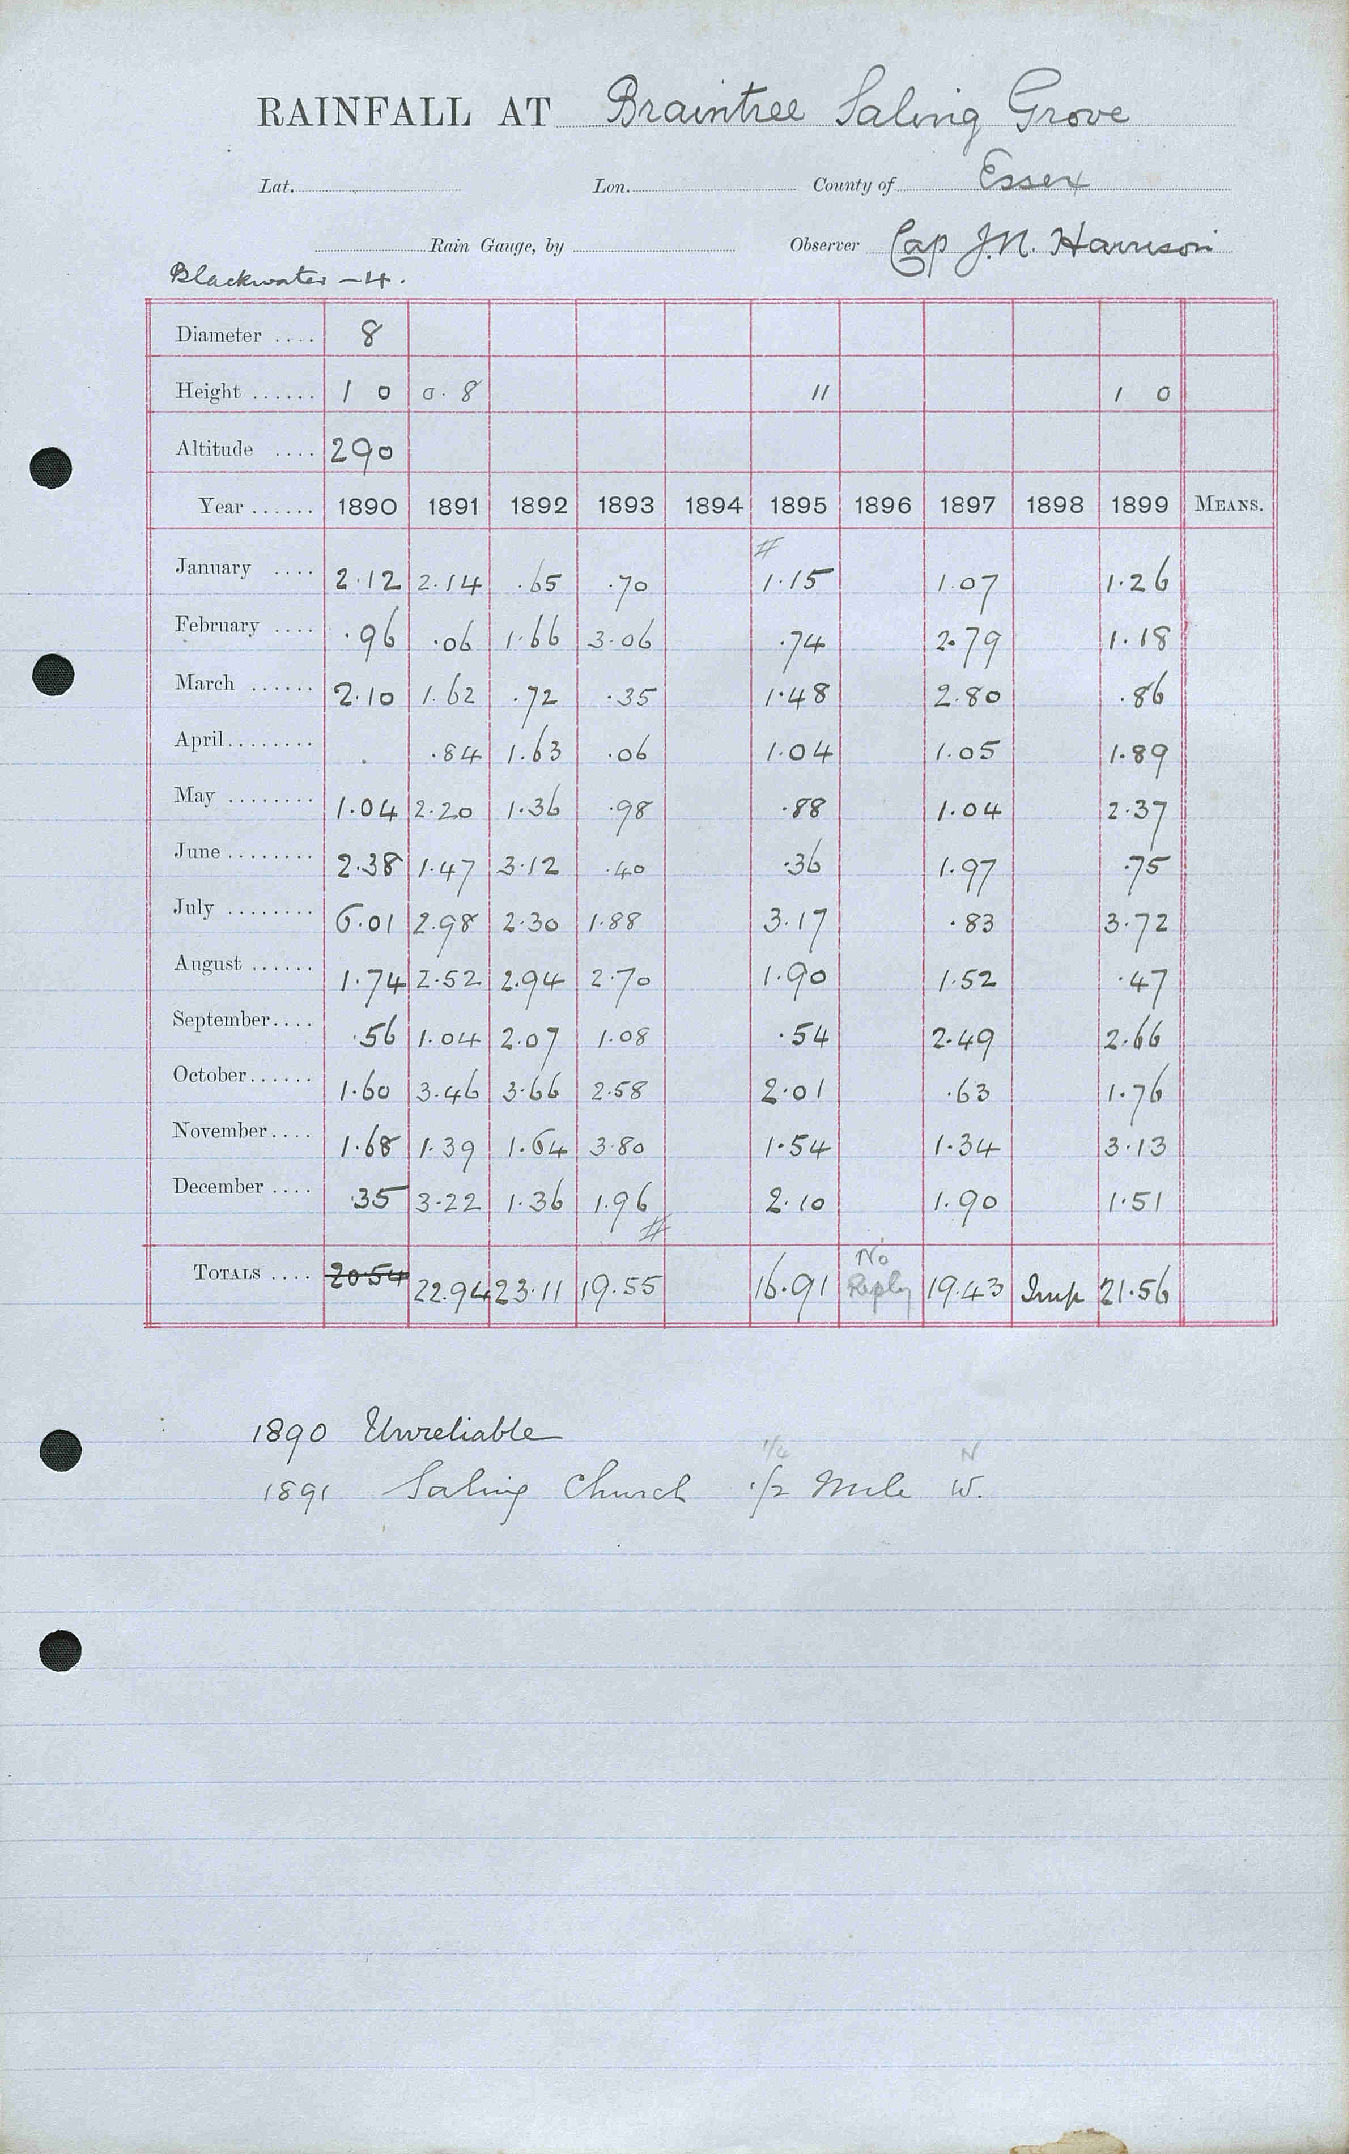 RAINFALL AT Braintree Saling Grove
Lat. Lon. County of Essex
Rain Gauge, by Observer Cap J.N. Harrison
Blackwater -4.
Diameter .... 8
Height ...... 1 0 0.8 11 1 0
Altitude .... 290
Year ...... 1890 1891 1892 1893 1894 1895 1896 1897 1898 1899 MEANS.
#
January .... 2.12 2.14 .65 .70 1.15 1.07 1.26
February .... .96 .06 1.66 3.06 .74 2.79 1.18
March ...... 2.10 1.62 .72 .35 1.48 2.80 .86
April ........ . .84 1.63 .06 1.04 1.05 1.89
May ........ 1.04 2.20 1.36 .98 .88 1.04 2.37
June ........ 2.38 1.47 3.12 .40 .36 1.97 .75
July ........ 6.01 2.98 2.30 1.88 3.17 .83 3.72
August ...... 1.74 2.52 2.94 2.70 1.90 1.52 .47
September .... .56 1.04 2.07 1.08 .54 2.49 2.66
October ...... 1.60 3.46 3.66 2.58 2.01 .63 1.76
November .... 1.68 1.39 1.64 3.80 1.54 1.34 3.13
December .... .35 3.22 1.36 1.96 2.10 1.90 1.51
#
TOTALS .... 20.54 22.94 23.11 19.55 16.91 No Reply 19.43 Imp 21.56
1890 Unreliable
1/4 N
1891 Saling Church 1/2 Mile W.